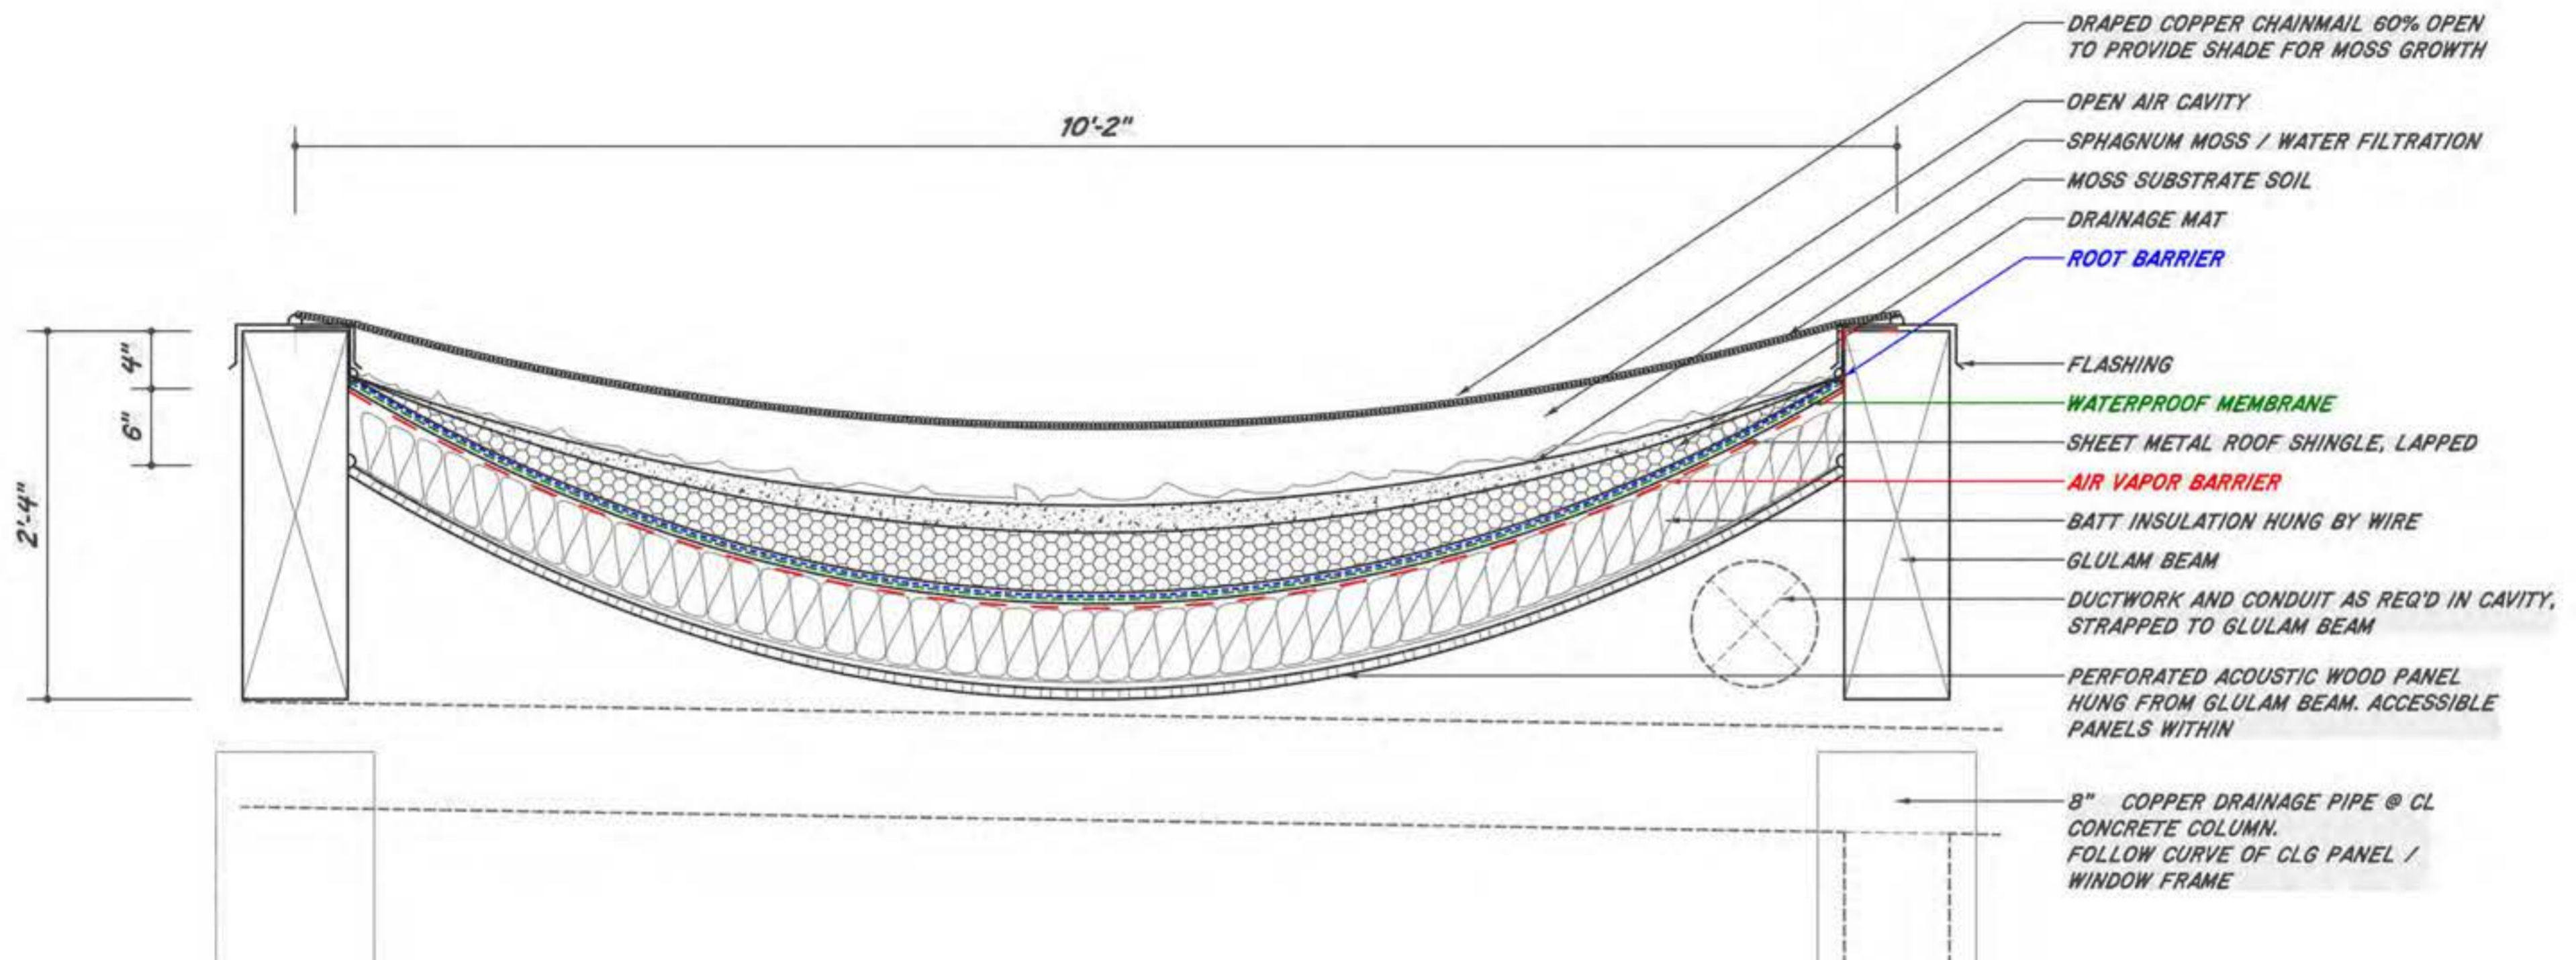 DRAPED COPPER CHAINMAIL 60% OPEN
TO PROVIDE SHADE FOR MOSS GROWTH
OPEN AIR CAVITY
10'-2"
SPHAGNUM MOSS / WATER FILTRATION
MOSS SUBSTRATE SOIL
DRAINAGE MAT
ROOT BARRIER
4"
FLASHING
WATERPROOF MEMBRANE
6"
SHEET METAL ROOF SHINGLE, LAPPED
AIR VAPOR BARRIER
2'-4"
BATT INSULATION HUNG BY WIRE
GLULAM BEAM
DUCTWORK AND CONDUIT AS REQ'D IN CAVITY,
STRAPPED TO GLULAM BEAM
PERFORATED ACOUSTIC WOOD PANEL
HUNG FROM GLULAM BEAM. ACCESSIBLE
PANELS WITHIN
8" COPPER DRAINAGE PIPE @ CL
CONCRETE COLUMN.
FOLLOW CURVE OF CLG PANEL /
WINDOW FRAME